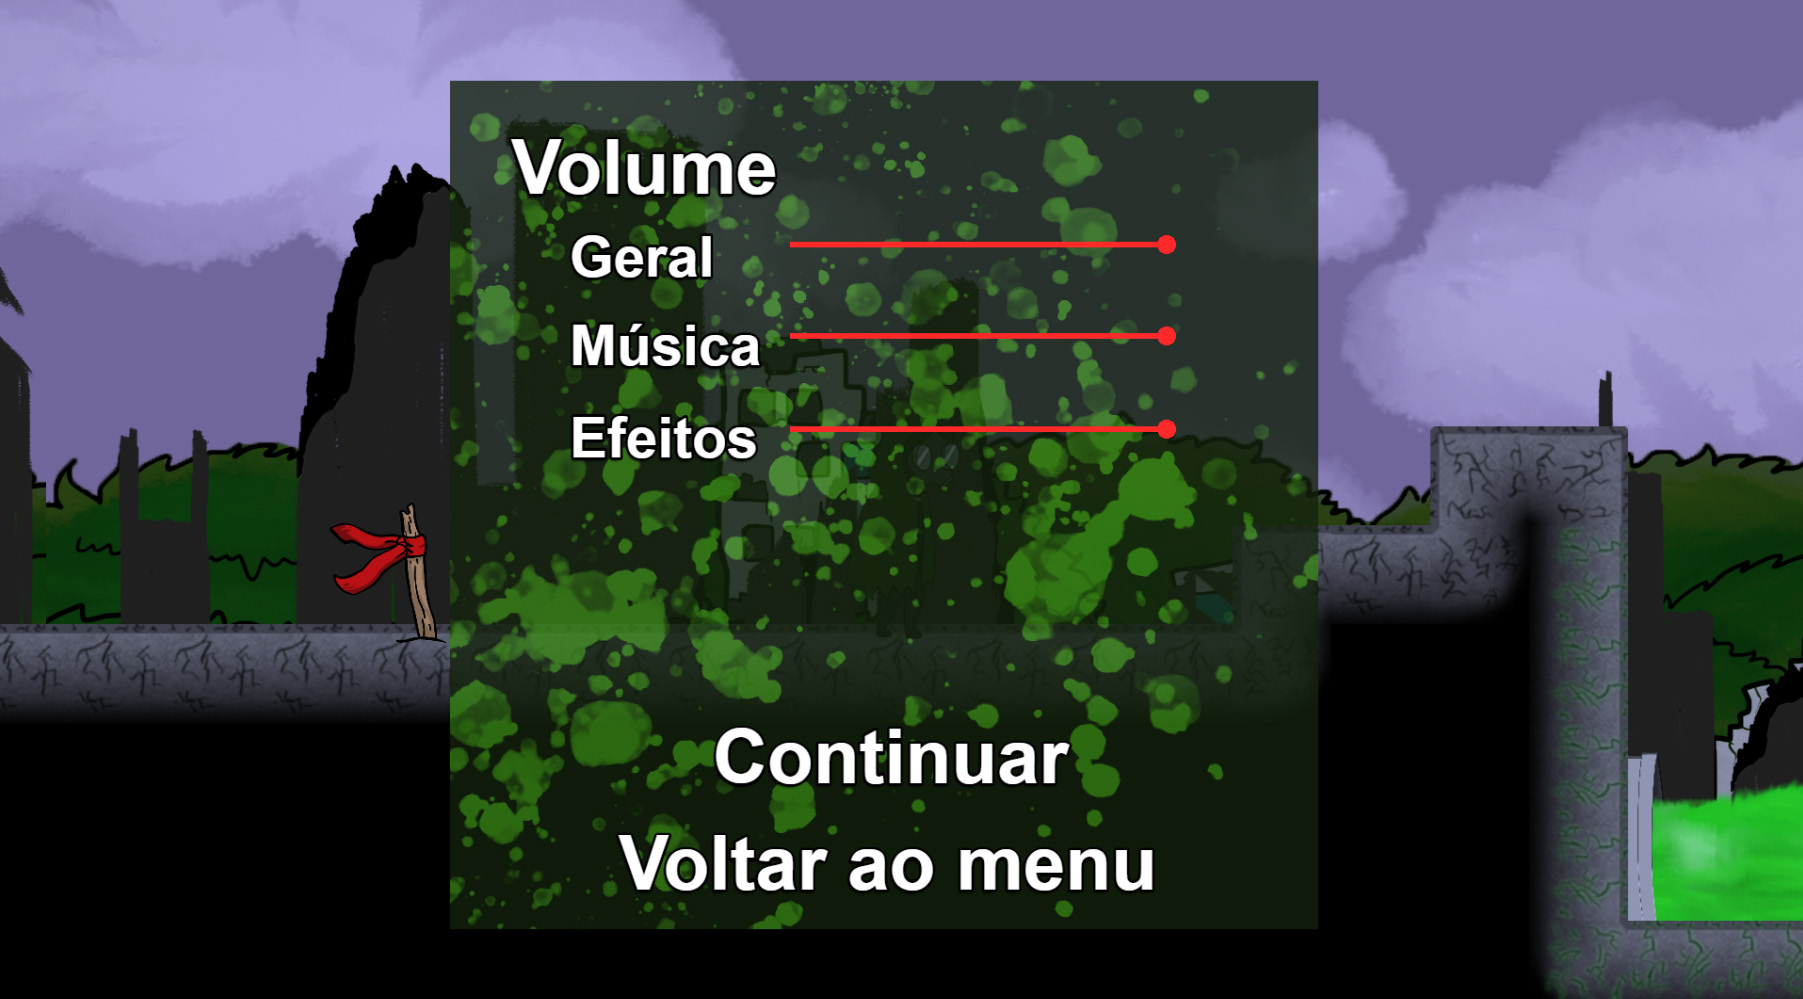 Volume
Geral
Música
Efeitos
Continuar
Voltar ao menu